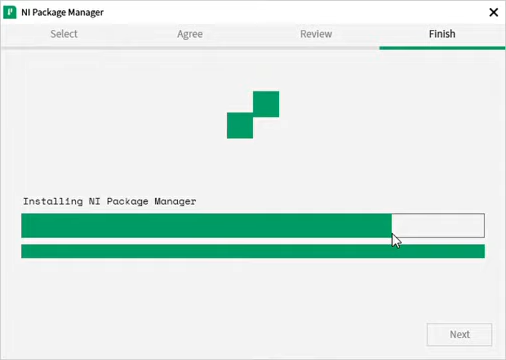 NI Package Manager
Select
Agree
Review
Finish
Installing NI Package Manager
Next